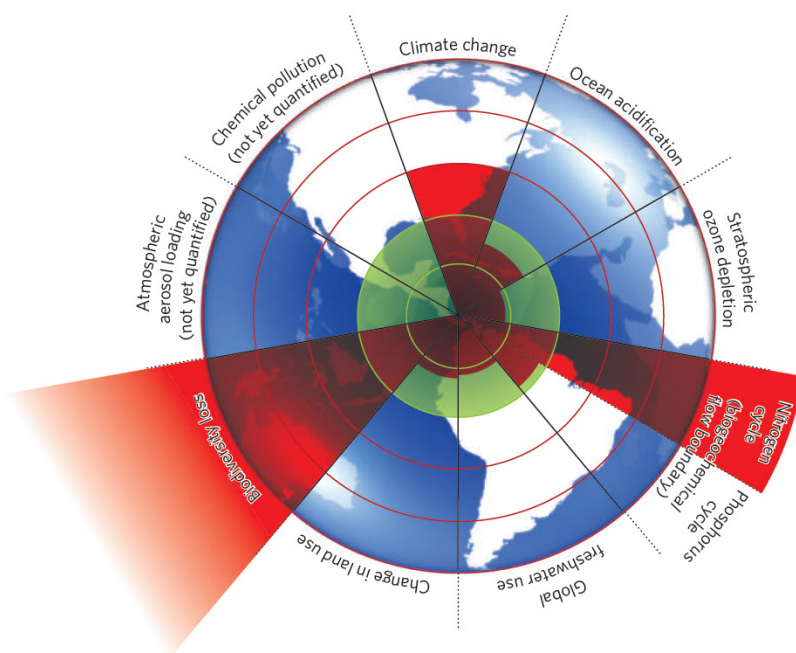 Climate change
Ocean acidification
Stratospheric
ozone depletion
Nitrogen
cycle
(biogeochemical
flow boundary)
Phosphorus
cycle
Global
freshwater use
Change in land use
Biodiversity loss
Atmospheric
aerosol loading
(not yet quantified)
Chemical pollution
(not yet quantified)